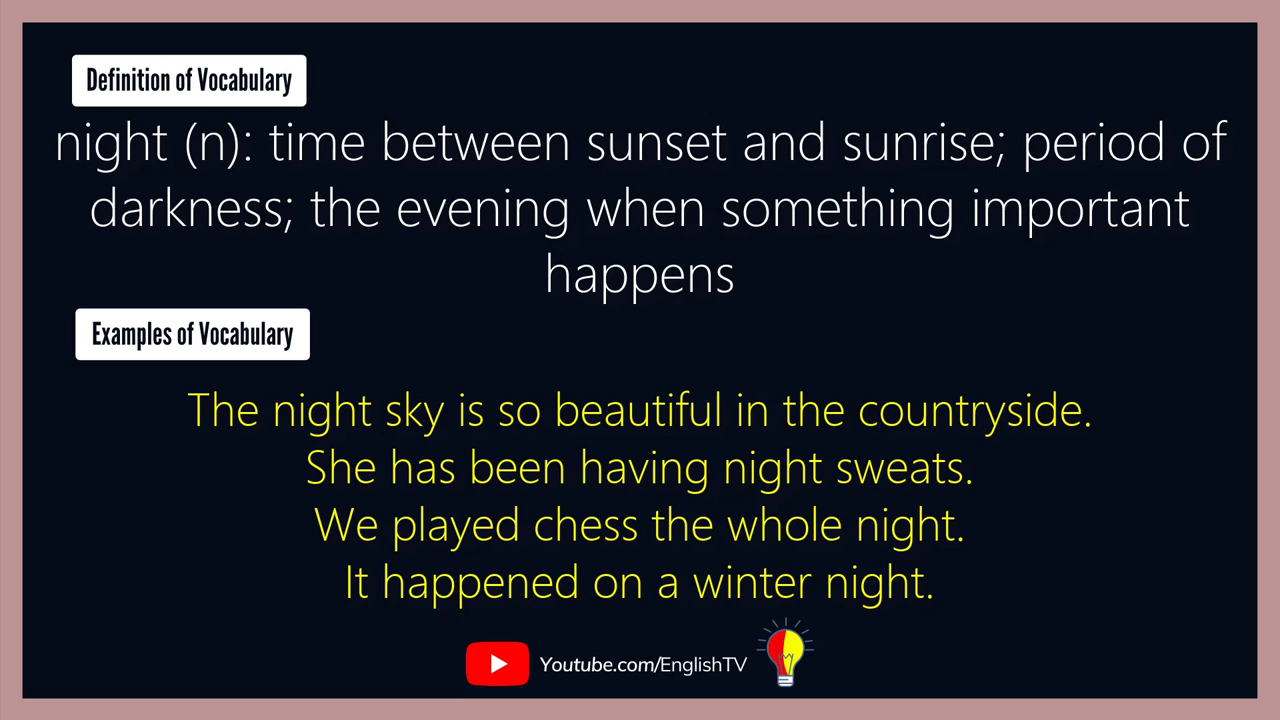 Definition of Vocabulary
night (n): time between sunset and sunrise; period of
darkness; the evening when something important
happens
Examples of Vocabulary
The night sky is so beautiful in the countryside.
She has been having night sweats.
We played chess the whole night.
It happened on a winter night.
Youtube.com/EnglishTV